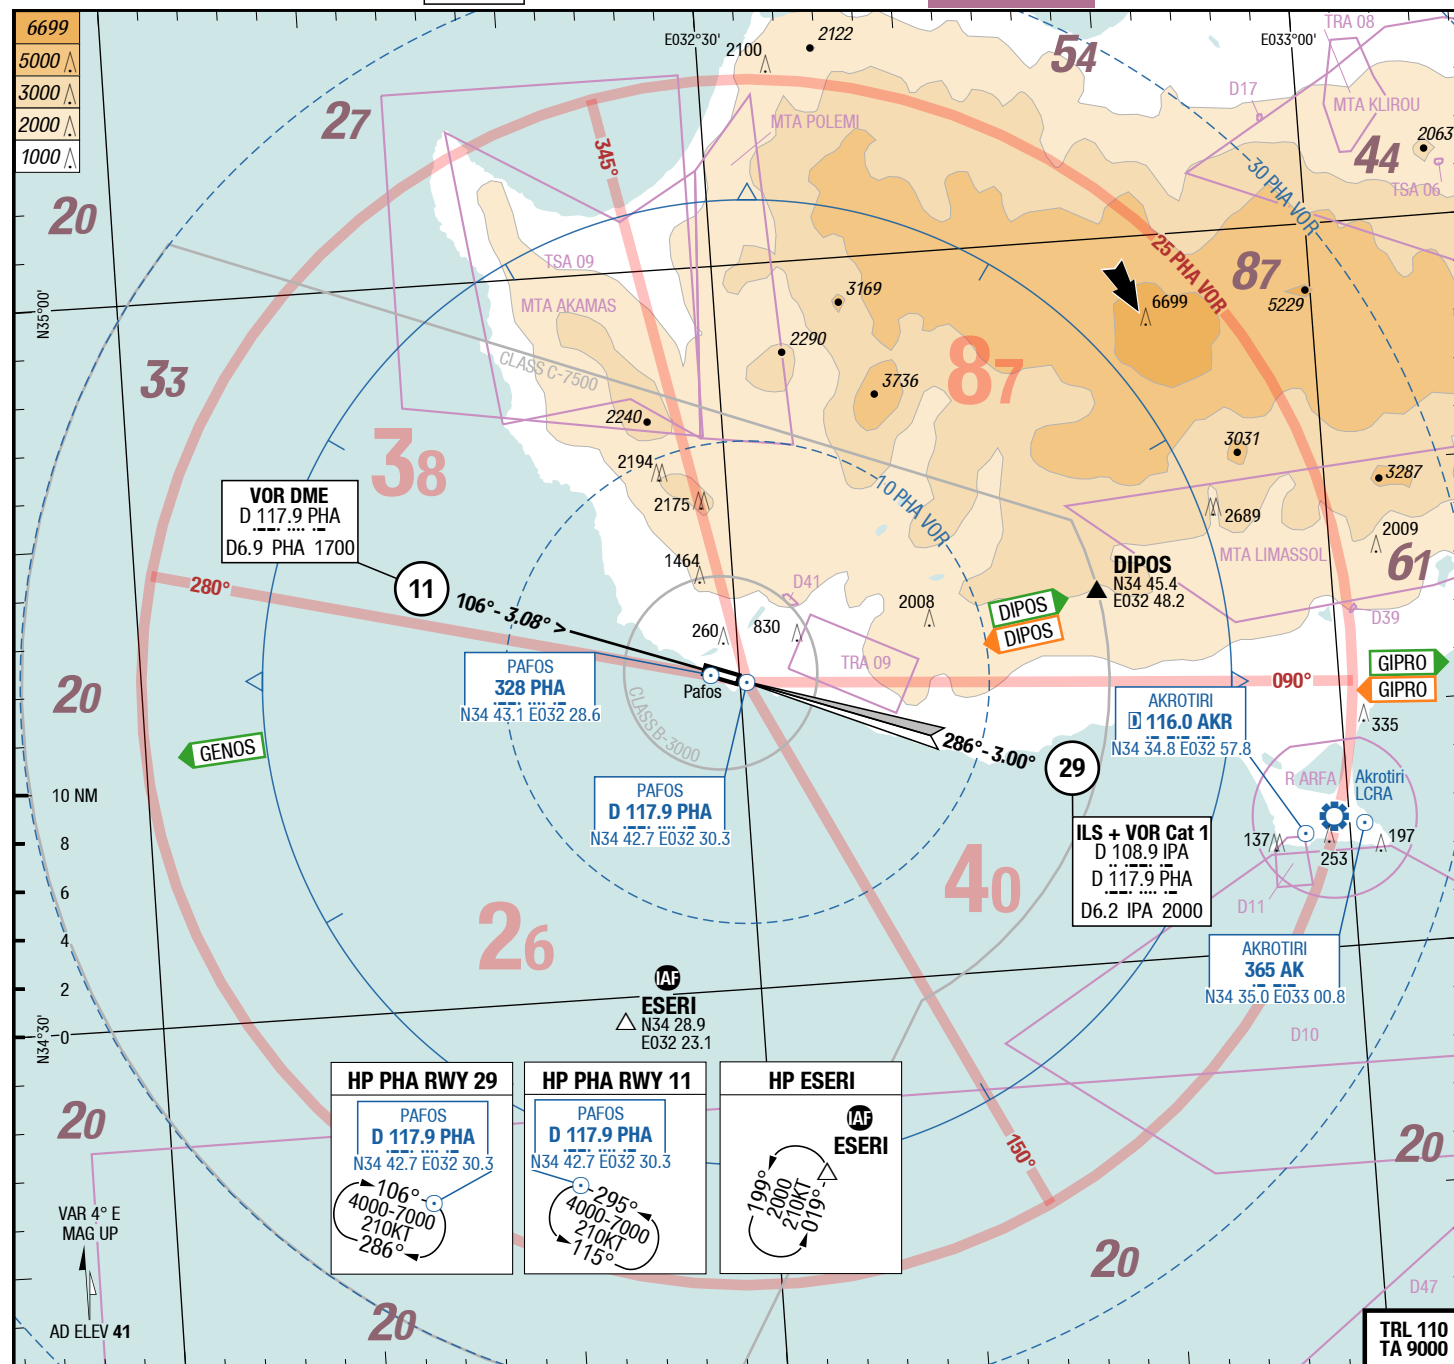 6699
5000
3000
2000
1000
E032°30'
E033°00'
2122
2100
54
TRA 08
D17
MTA KLIROU
2063
44
TSA 06
27
20
MTA POLEMI
345°
30 PHA VOR
25 PHA VOR
87
5229
6699
TSA 09
MTA AKAMAS
3169
2290
N35°00'
CLASS C-7500
33
3736
87
2240
38
2194
2175
10 PHA VOR
3031
3287
2689
2009
MTA LIMASSOL
61
VOR DME
D 117.9 PHA
D6.9 PHA 1700
11
106°- 3.08° >
280°
1464
D41
260
830
2008
DIPOS
DIPOS
DIPOS
N34 45.4
E032 48.2
D39
TRA 09
Pafos
PAFOS
328 PHA
N34 43.1 E032 28.6
CLASS B-3000
090°
GIPRO
GIPRO
335
20
GENOS
PAFOS
D 117.9 PHA
N34 42.7 E032 30.3
286°- 3.00°
29
AKROTIRI
D 116.0 AKR
N34 34.8 E032 57.8
R ARFA
Akrotiri
LCRA
137
253
197
D11
ILS + VOR Cat 1
D 108.9 IPA
D 117.9 PHA
D6.2 IPA 2000
10 NM
8
6
4
2
0
N34°30'
26
40
AKROTIRI
365 AK
N34 35.0 E033 00.8
IAF
ESERI
N34 28.9
E032 23.1
D10
HP PHA RWY 29
PAFOS
D 117.9 PHA
N34 42.7 E032 30.3
106°
4000-7000
210KT
286°
HP PHA RWY 11
PAFOS
D 117.9 PHA
N34 42.7 E032 30.3
295°
4000-7000
210KT
115°
HP ESERI
IAF
ESERI
199°
2000
210KT
019°
150°
20
20
20
20
D47
VAR 4° E
MAG UP
AD ELEV 41
TRL 110
TA 9000